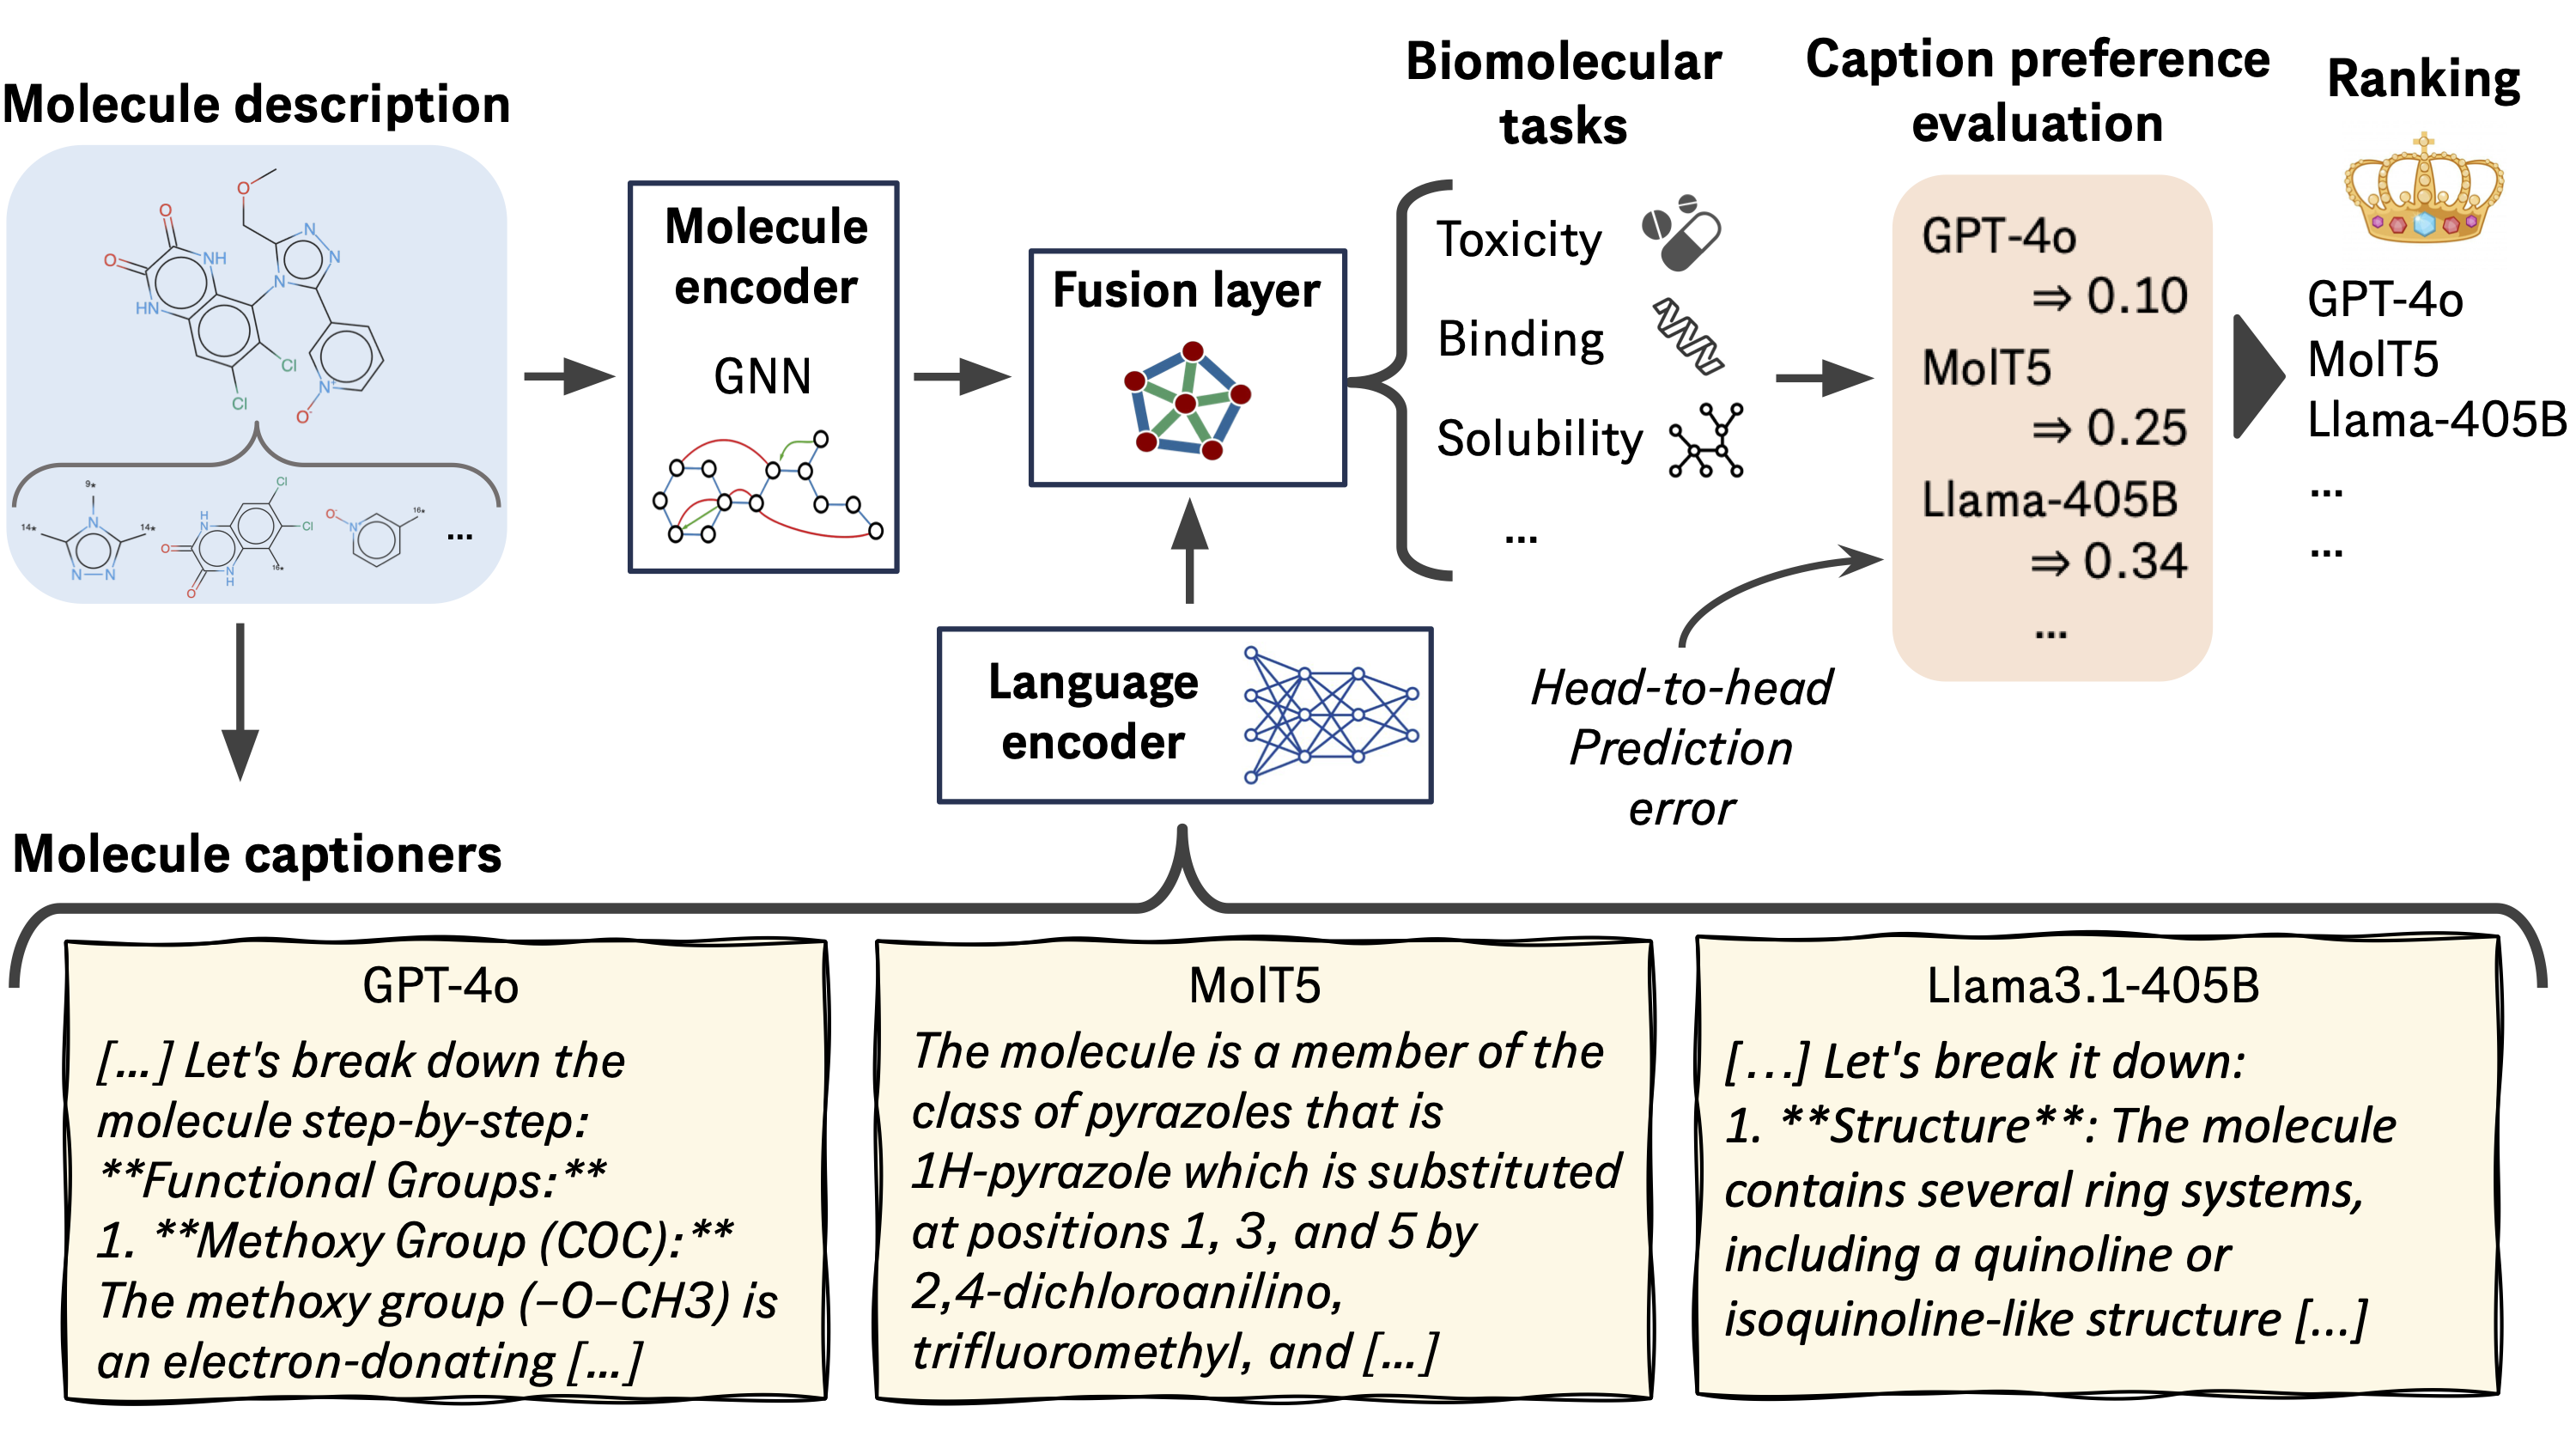 Molecule description
O
O
O
NH
HN
N
N
N
Cl
Cl
N+
O-
9*
14*
14*
N
N
N
Cl
Cl
H
N
O
O
N
H
16*
O-
N+
16*
...
Molecule
encoder
GNN
Fusion layer
Language
encoder
Biomolecular
tasks
Toxicity
Binding
Solubility
...
Caption preference
evaluation
GPT-4o
⇒ 0.10
MolT5
⇒ 0.25
Llama-405B
⇒ 0.34
...
Head-to-head
Prediction
error
Ranking
GPT-4o
MolT5
Llama-405B
...
...
Molecule captioners
GPT-4o
[...] Let's break down the
molecule step-by-step:
**Functional Groups:**
1. **Methoxy Group (COC):**
The methoxy group (–O–CH3) is
an electron-donating [...]
MolT5
The molecule is a member of the
class of pyrazoles that is
1H-pyrazole which is substituted
at positions 1, 3, and 5 by
2,4-dichloroanilino,
trifluoromethyl, and [...]
Llama3.1-405B
[...] Let's break it down:
1. **Structure**: The molecule
contains several ring systems,
including a quinoline or
isoquinoline-like structure [...]